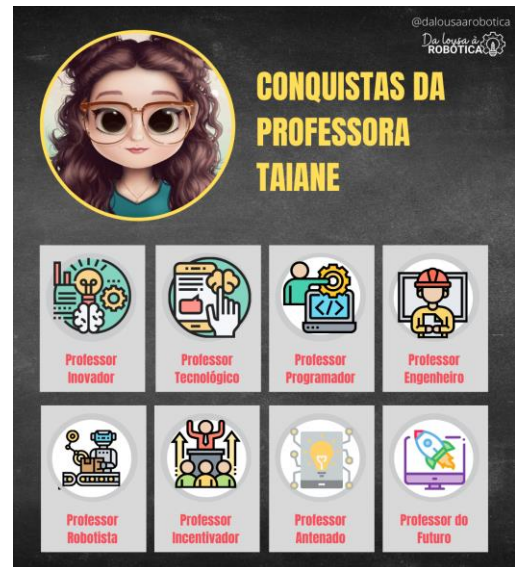 @dalousaarobotica
Da lousa à
ROBÓTICA
CONQUISTAS DA
PROFESSORA
TAIANE
Professor
Inovador
Professor
Tecnológico
Professor
Programador
Professor
Engenheiro
Professor
Robotista
Professor
Incentivador
Professor
Antenado
Professor do
Futuro